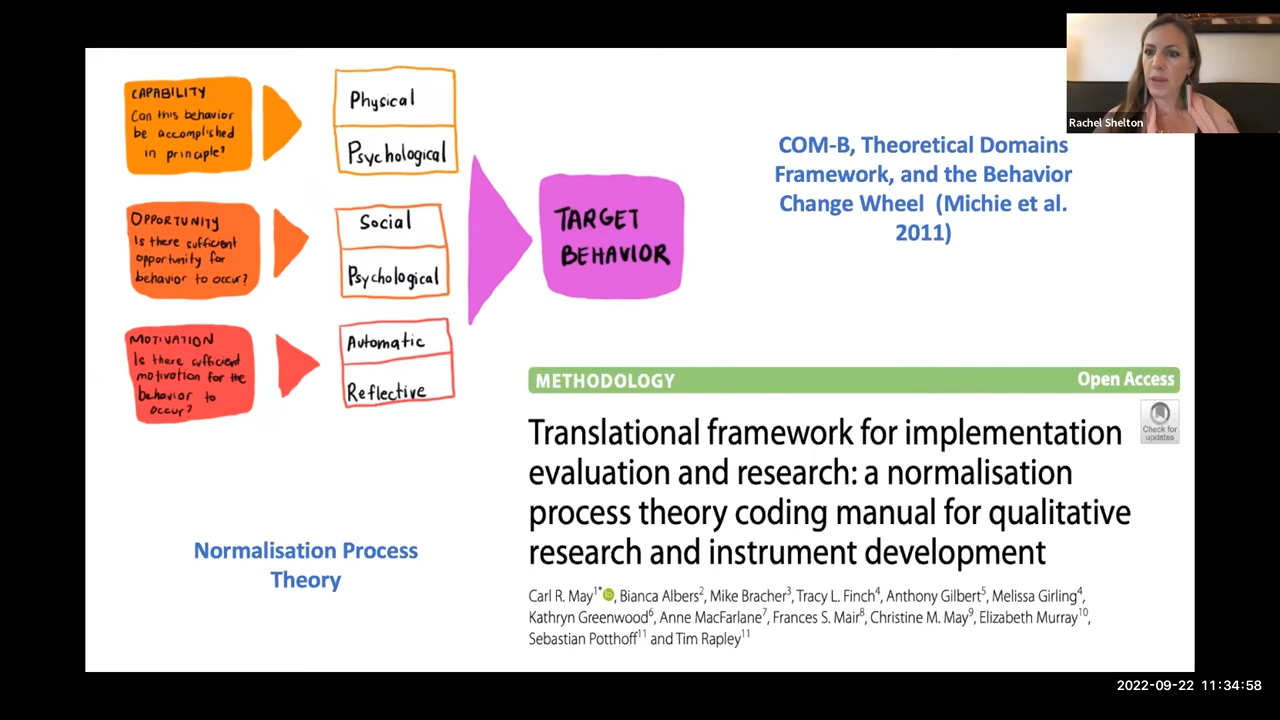 CAPABILITY
Can this behavior
be accomplished
in principle?
Physical
Psychological
OPPORTUNITY
Is there sufficient
opportunity for
behavior to occur?
Social
Psychological
MOTIVATION
Is there sufficient
motivation for the
behavior to
occur?
Automatic
Reflective
TARGET
BEHAVIOR
Rachel Shelton
COM-B, Theoretical Domains
Framework, and the Behavior
Change Wheel (Michie et al.
2011)
METHODOLOGY
Open Access
Check for
updates
Translational framework for implementation
evaluation and research: a normalisation
process theory coding manual for qualitative
research and instrument development
Carl R. May1*, Bianca Albers2, Mike Bracher3, Tracy L. Finch4, Anthony Gilbert5, Melissa Girling4,
Kathryn Greenwood6, Anne MacFarlane7, Frances S. Mair8, Christine M. May9, Elizabeth Murray10,
Sebastian Potthoff11 and Tim Rapley11
Normalisation Process
Theory
2022-09-22 11:34:58